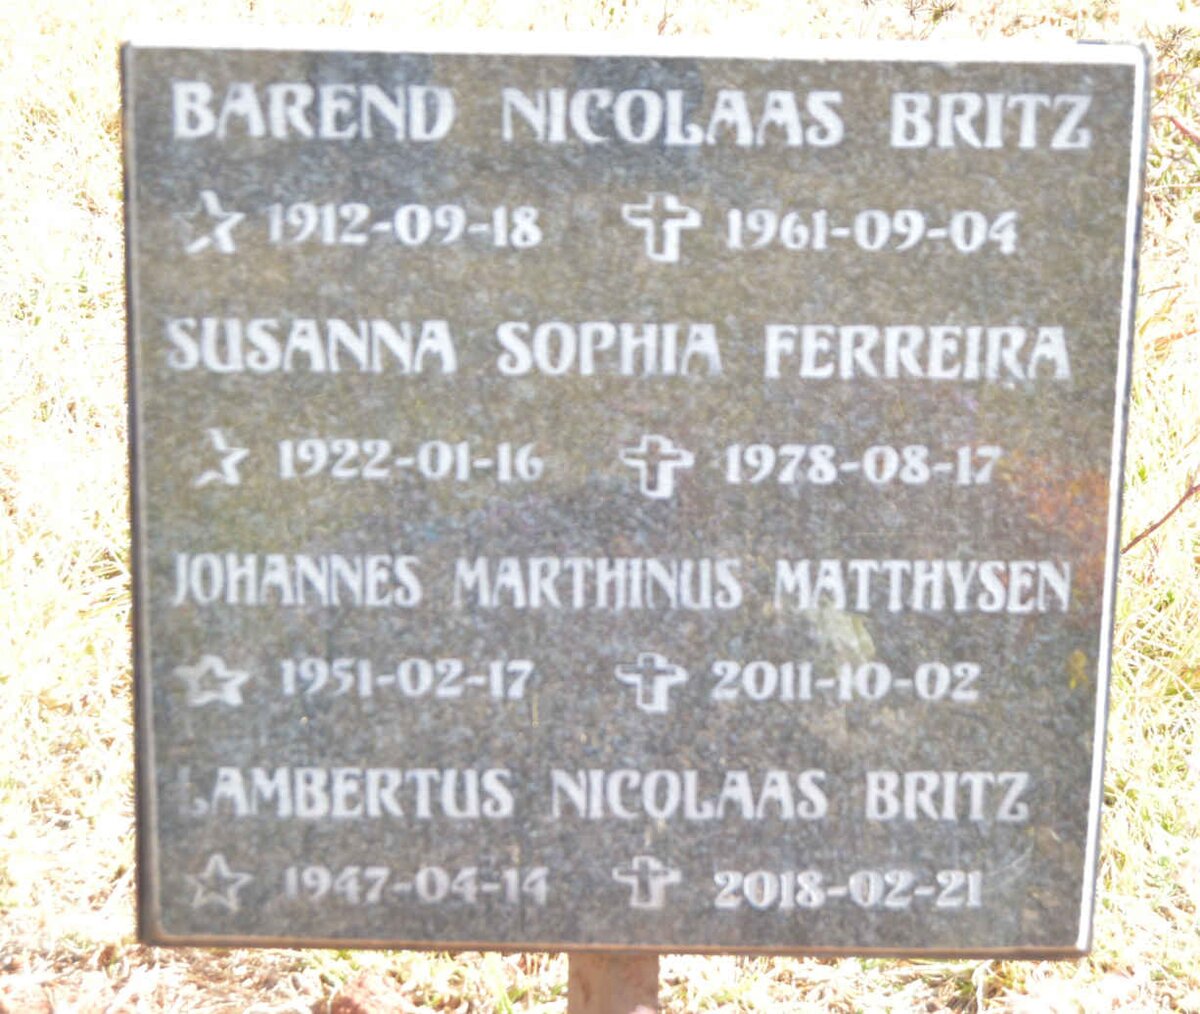 BAREND NICOLAAS BRITZ
☆ 1912-09-18 ✝ 1961-09-04
SUSANNA SOPHIA FERREIRA
☆ 1922-01-16 ✝ 1978-08-17
JOHANNES MARTHINUS MATTHYSEN
☆ 1951-02-17 ✝ 2011-10-02
LAMBERTUS NICOLAAS BRITZ
☆ 1947-04-14 ✝ 2018-02-21